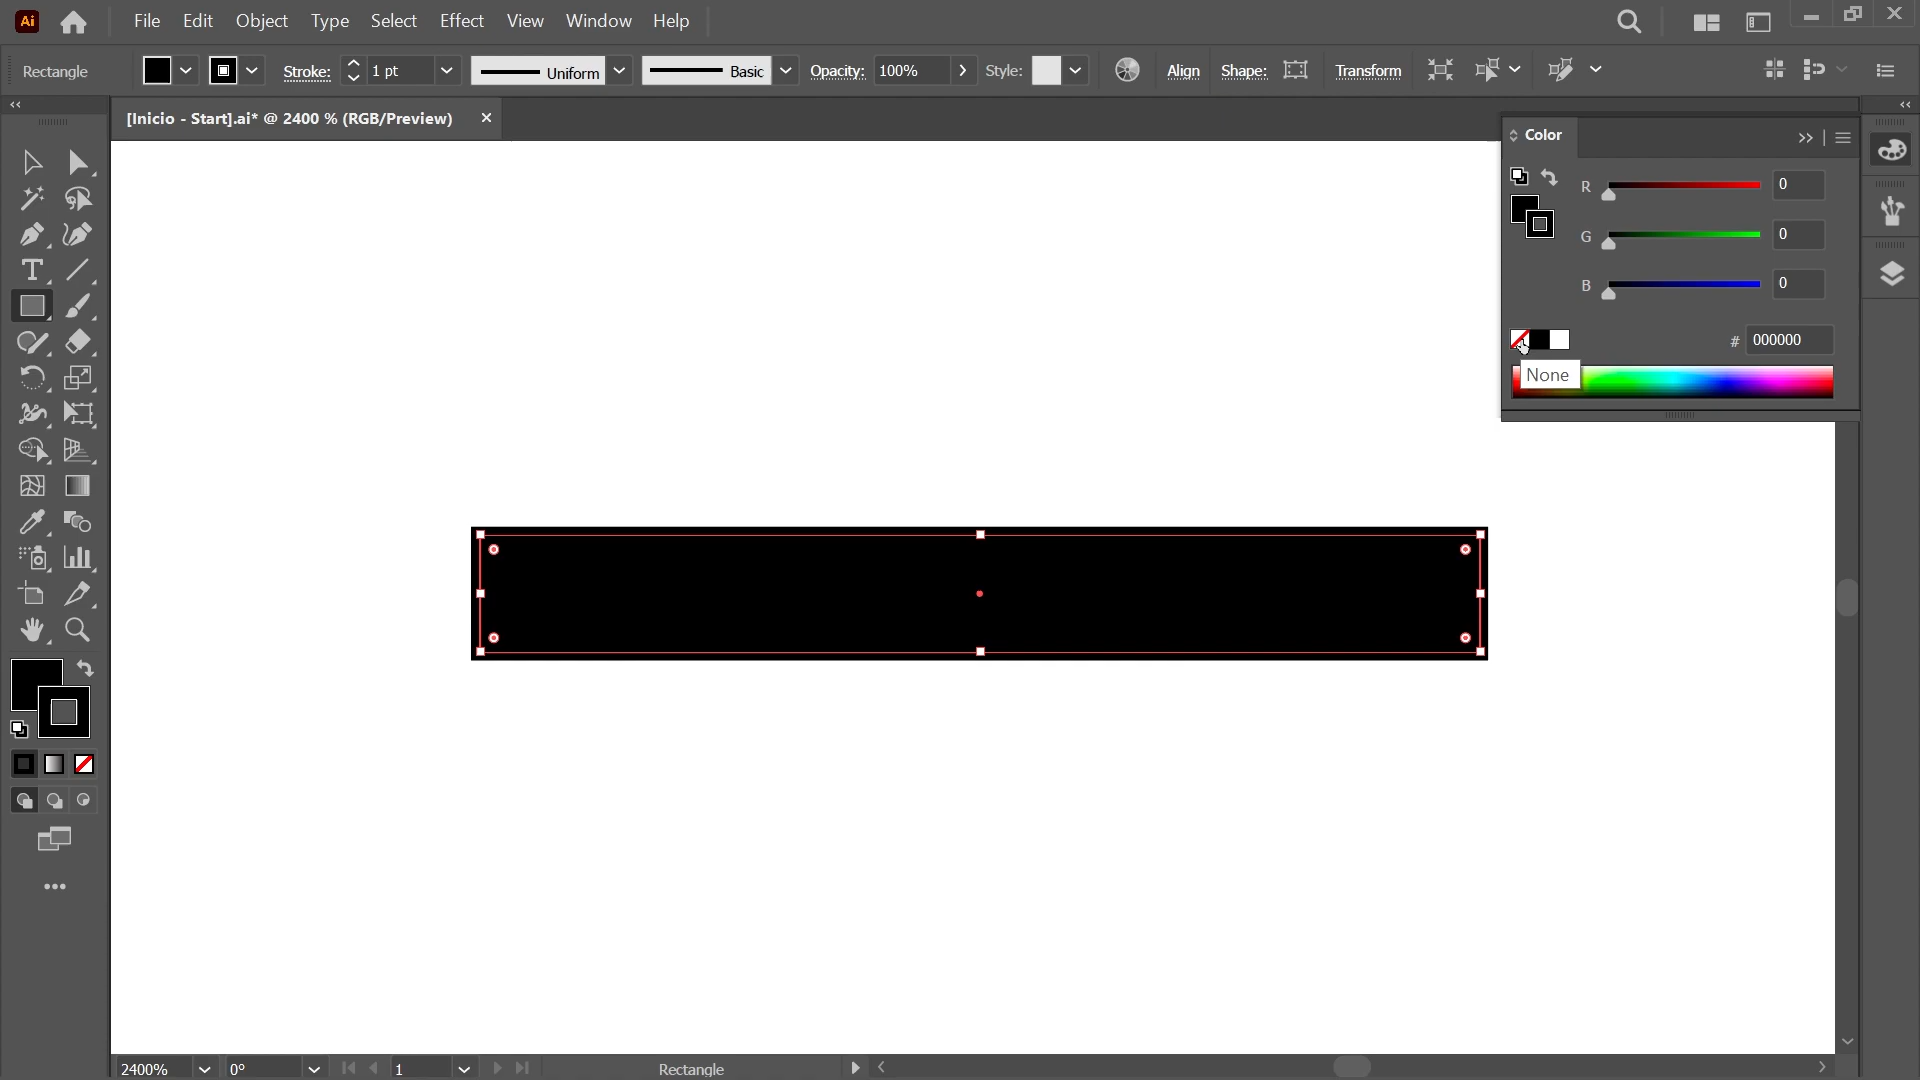 Ai File Edit Object Type Select Effect View Window Help
Rectangle Stroke: 1 pt Uniform Basic Opacity: 100% Style: Align Shape: Transform
[Inicio - Start].ai* @ 2400 % (RGB/Preview)
Color
R 0
G 0
B 0
# 000000
None
2400% 0° 1 Rectangle